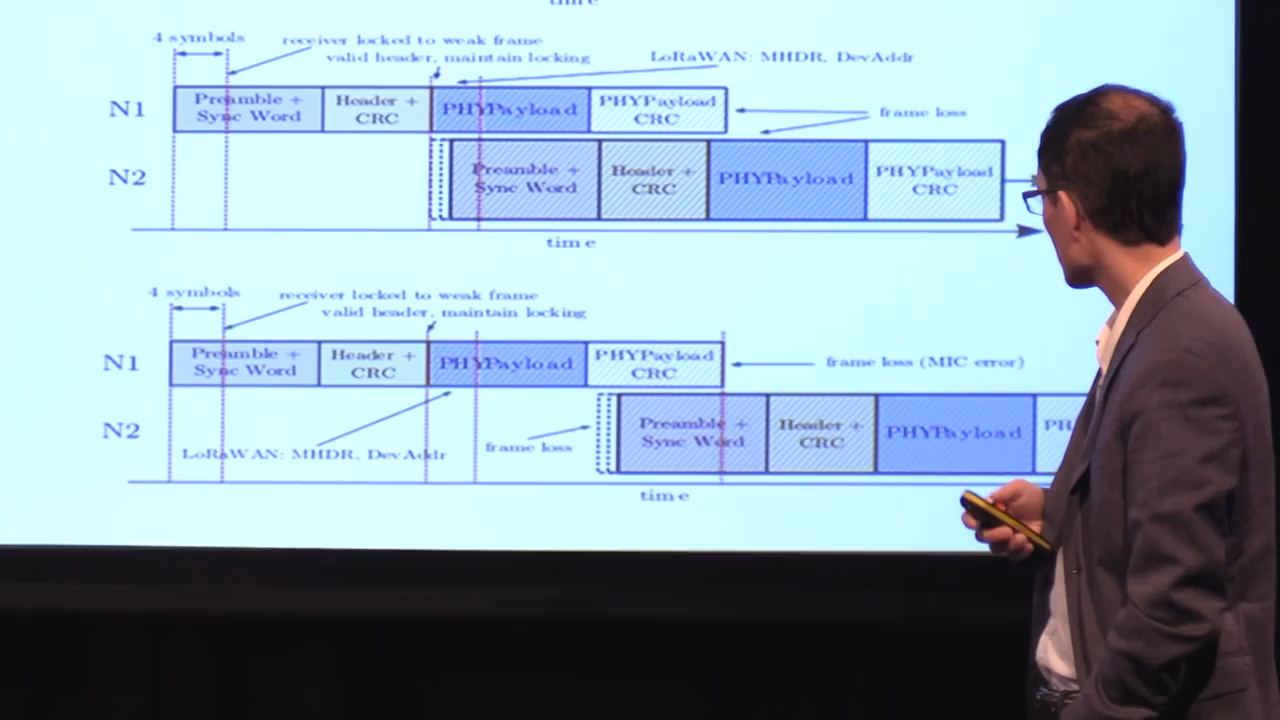 time
4 symbols
receiver locked to weak frame
valid header, maintain locking
LoRaWAN: MHDR, DevAddr
N1
Preamble +
Sync Word
Header +
CRC
PHYPayload
PHYPayload
CRC
frame loss
N2
Preamble +
Sync Word
Header +
CRC
PHYPayload
PHYPayload
CRC
time
4 symbols
receiver locked to weak frame
valid header, maintain locking
N1
Preamble +
Sync Word
Header +
CRC
PHYPayload
PHYPayload
CRC
frame loss (MIC error)
N2
LoRaWAN: MHDR, DevAddr
frame loss
Preamble +
Sync Word
Header +
CRC
PHYPayload
PH
time